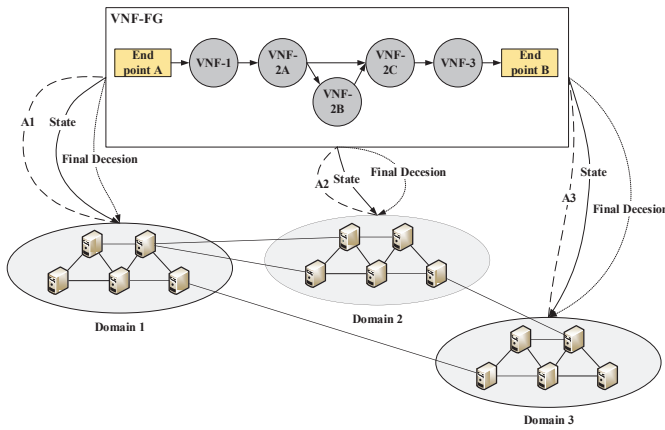 VNF-FG
End
point A
VNF-1
VNF-
2A
VNF-
2B
VNF-
2C
VNF-3
End
point B
A1
State
Final Decesion
A2
State
Final Decesion
A3
State
Final Decesion
Domain 1
Domain 2
Domain 3